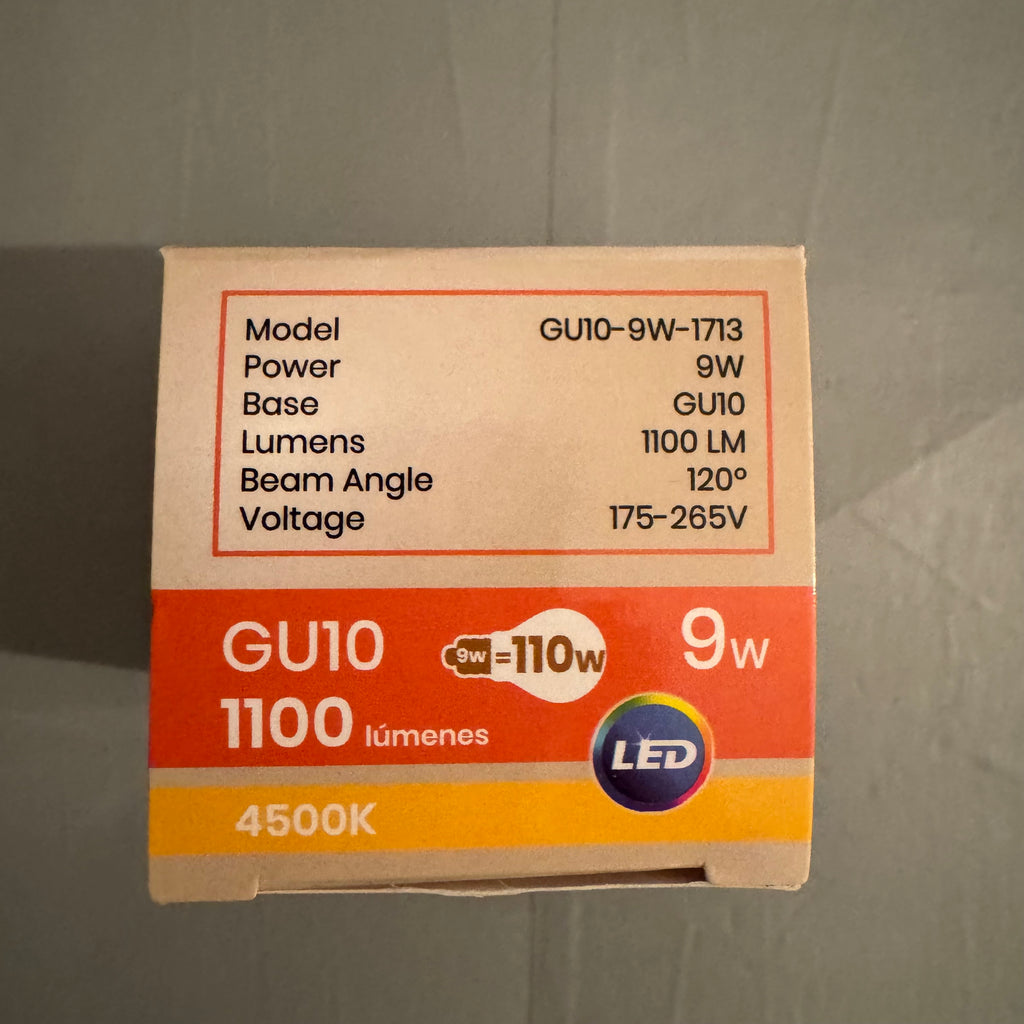 Model GU10-9W-1713
Power 9W
Base GU10
Lumens 1100 LM
Beam Angle 120°
Voltage 175-265V
GU10 9w=110w 9w
1100 lúmenes
LED
4500K